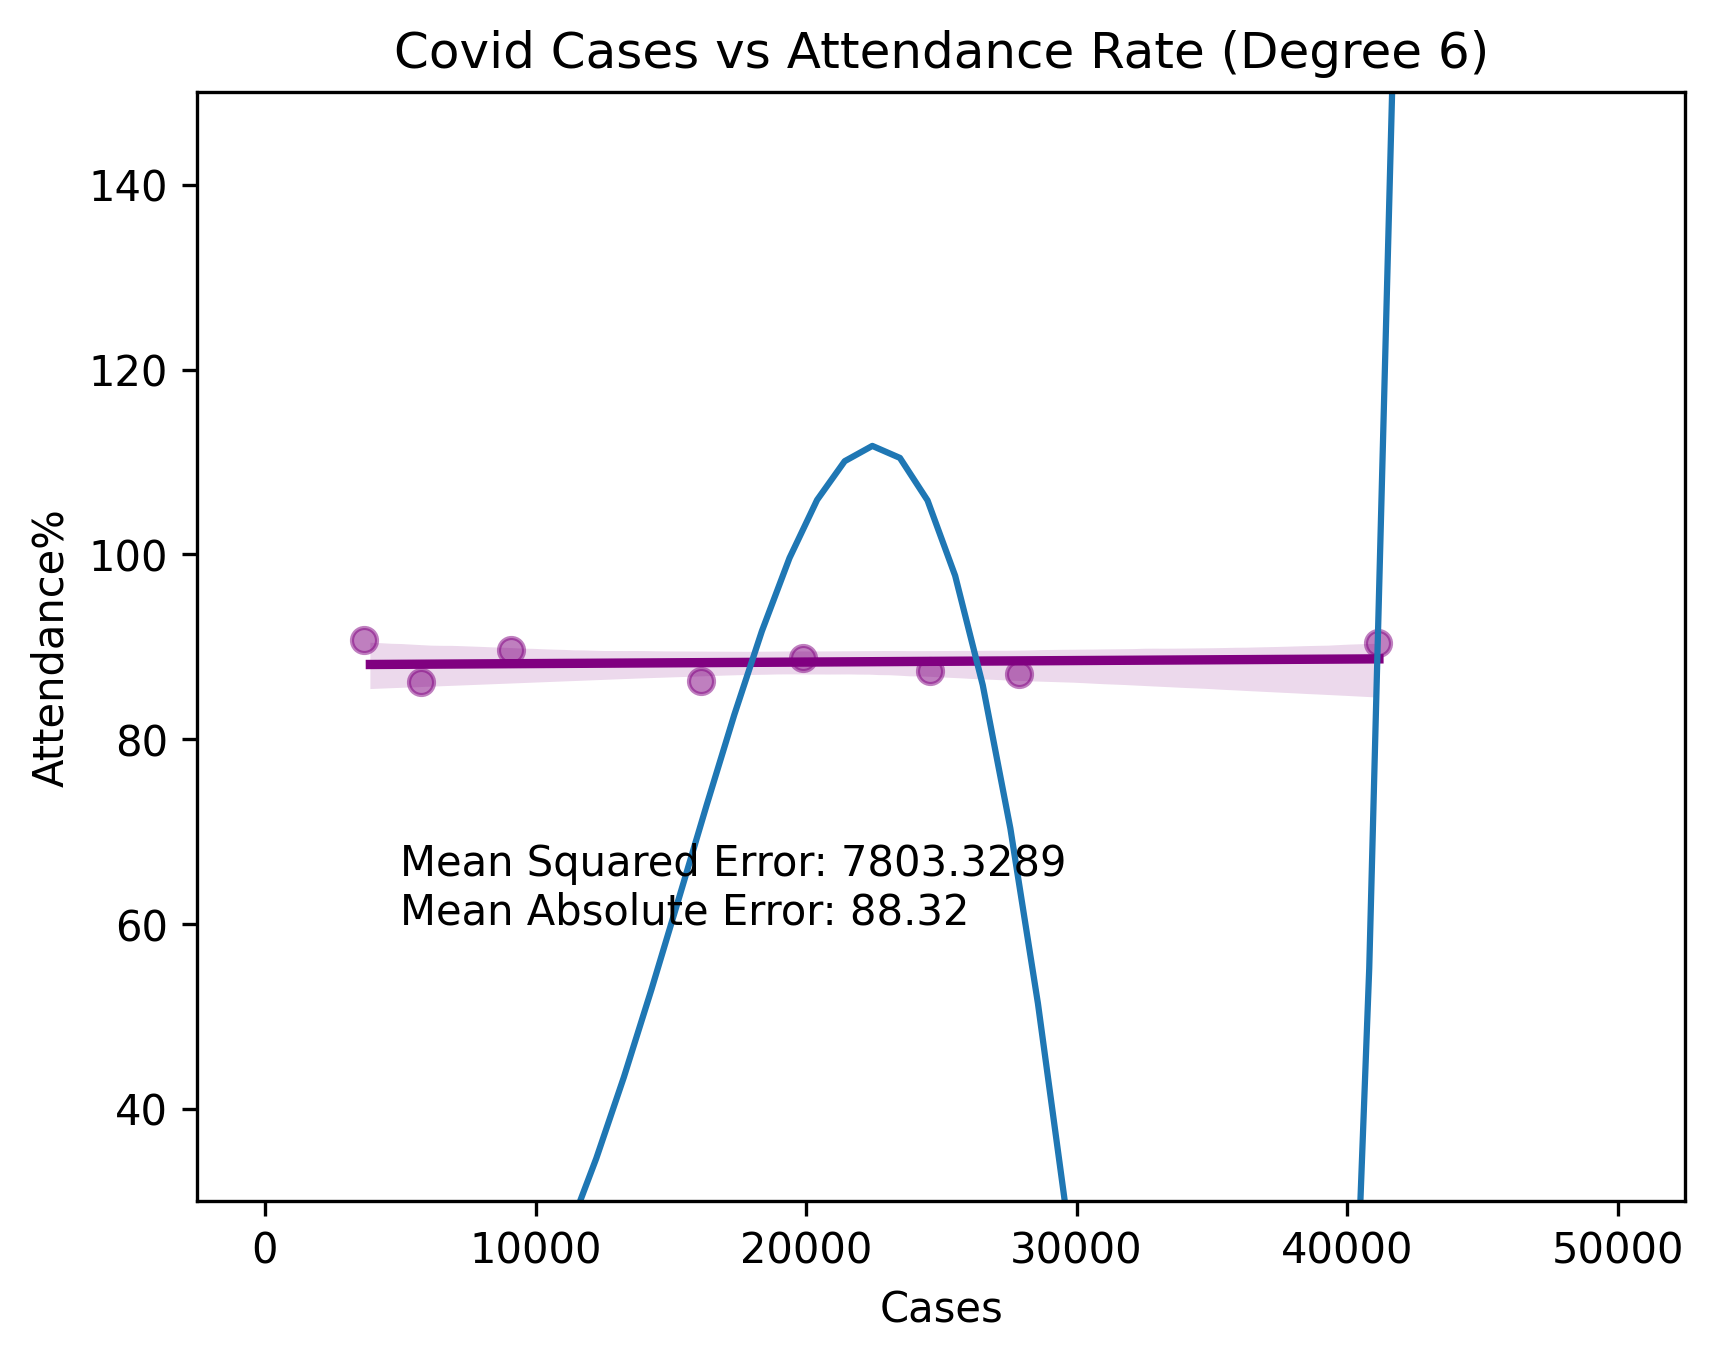 Covid Cases vs Attendance Rate (Degree 6)
140
120
100
80
60
40
Attendance%
Mean Squared Error: 7803.3289
Mean Absolute Error: 88.32
0 10000 20000 30000 40000 50000
Cases